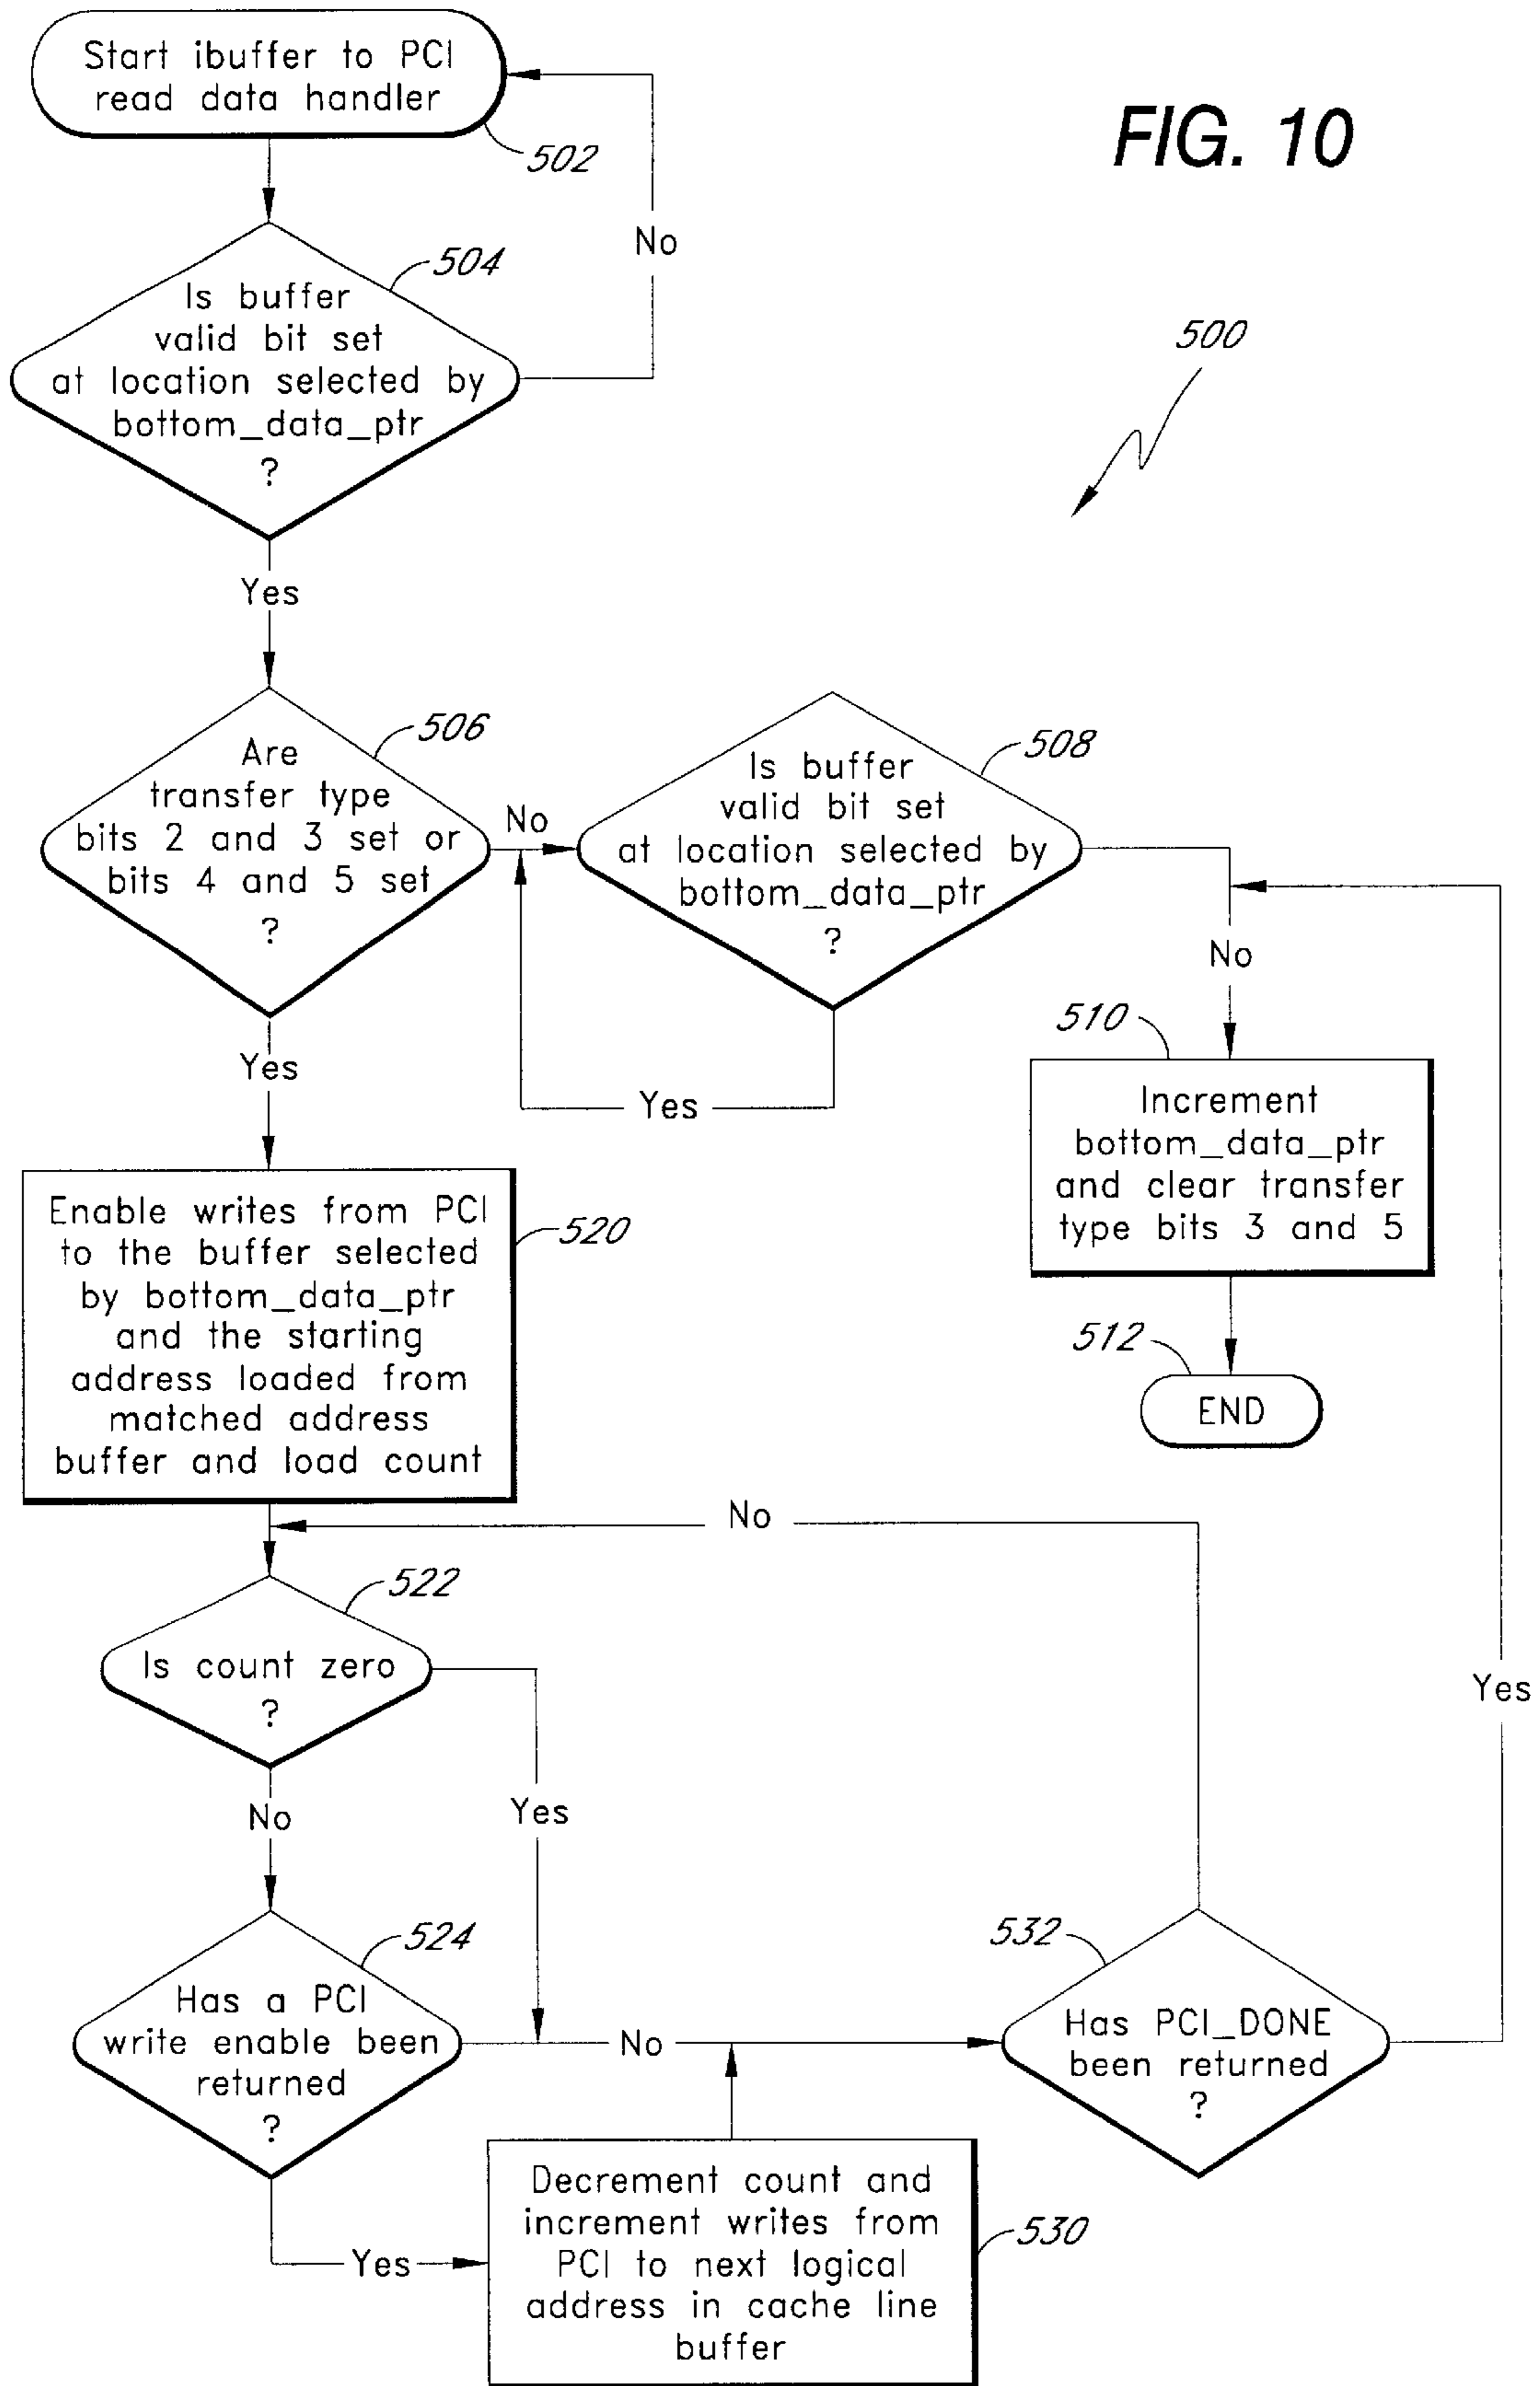 Start ibuffer to PCI
read data handler
502
FIG. 10
No
504
Is buffer
valid bit set
at location selected by
bottom_data_ptr
?
500
Yes
506
Are
transfer type
bits 2 and 3 set or
bits 4 and 5 set
?
No
508
Is buffer
valid bit set
at location selected by
bottom_data_ptr
?
No
Yes
Yes
510
Increment
bottom_data_ptr
and clear transfer
type bits 3 and 5
512
END
Enable writes from PCI
to the buffer selected
by bottom_data_ptr
and the starting
address loaded from
matched address
buffer and load count
520
No
522
Is count zero
?
Yes
No
Yes
524
Has a PCI
write enable been
returned
?
No
532
Has PCI_DONE
been returned
?
Yes
Decrement count and
increment writes from
PCI to next logical
address in cache line
buffer
530